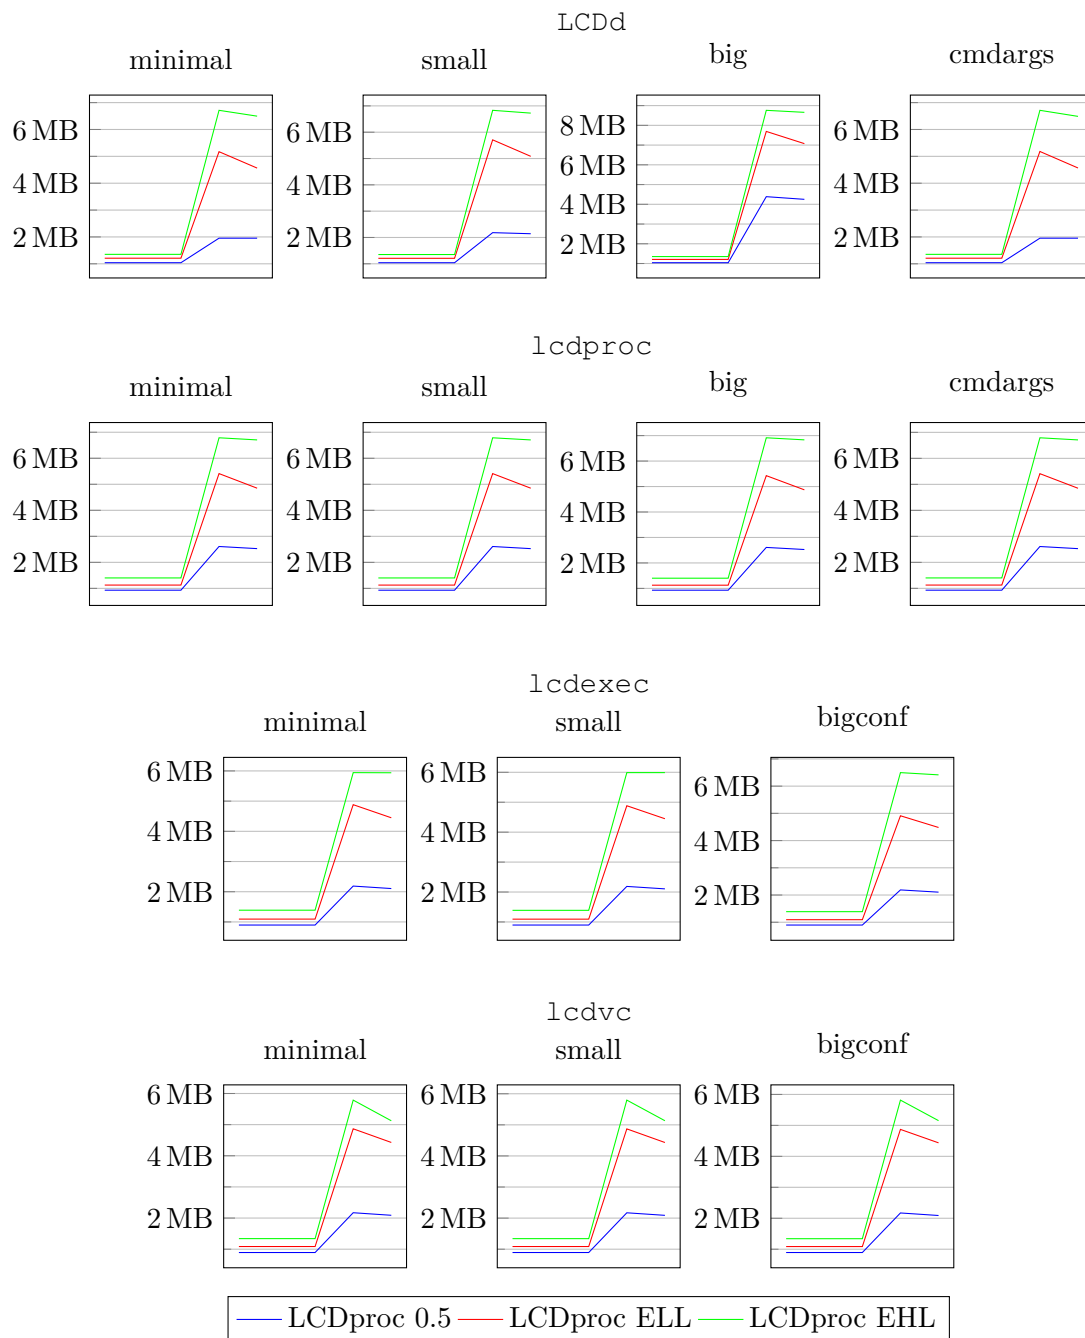 LCDd
minimal small big cmdargs
6 MB 6 MB 8 MB 6 MB
4 MB 4 MB 6 MB 4 MB
2 MB 2 MB 4 MB 2 MB
2 MB
lcdproc
minimal small big cmdargs
6 MB 6 MB 6 MB 6 MB
4 MB 4 MB 4 MB 4 MB
2 MB 2 MB 2 MB 2 MB
lcdexec
minimal small bigconf
6 MB 6 MB 6 MB
4 MB 4 MB 4 MB
2 MB 2 MB 2 MB
lcdvc
minimal small bigconf
6 MB 6 MB 6 MB
4 MB 4 MB 4 MB
2 MB 2 MB 2 MB
LCDproc 0.5 LCDproc ELL LCDproc EHL